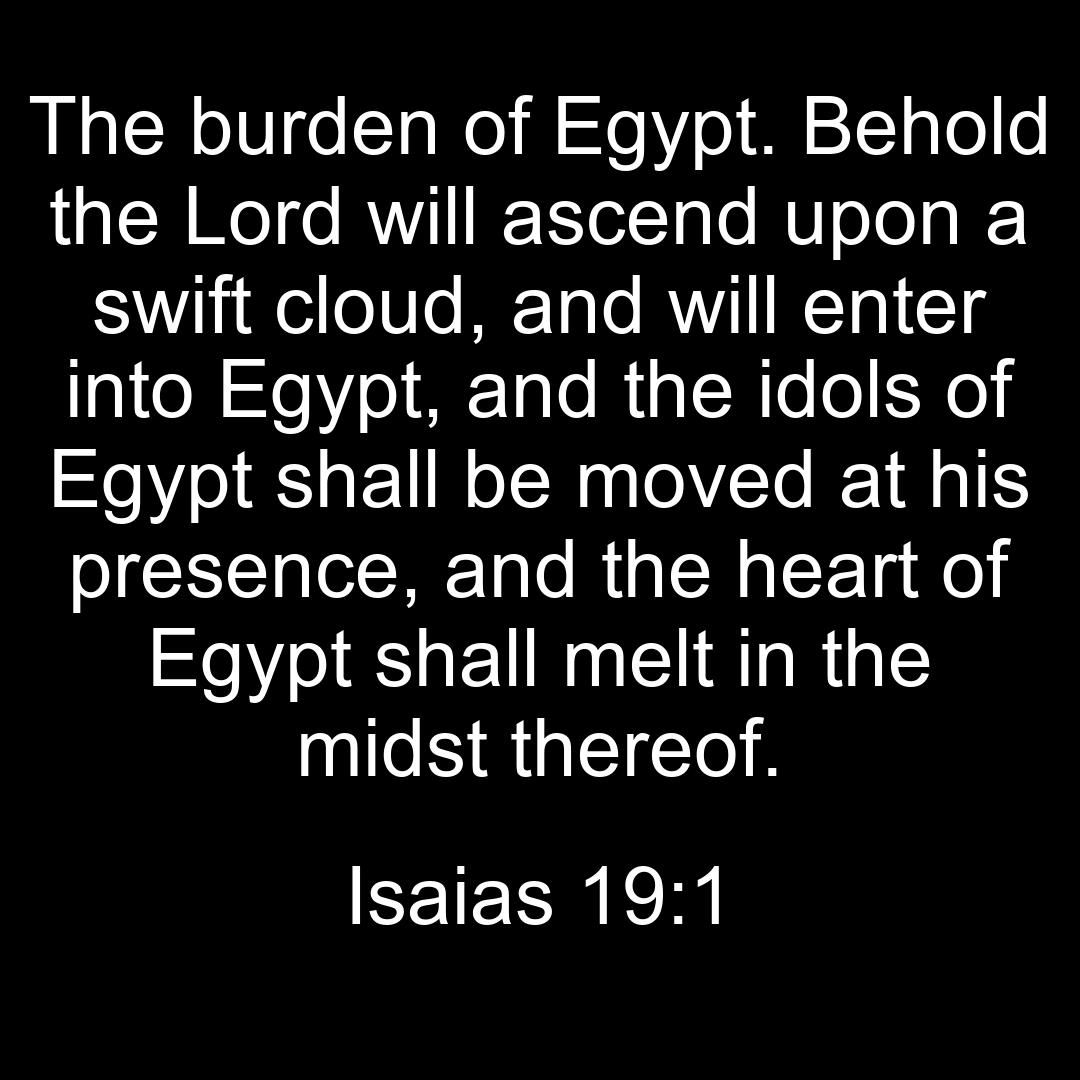 The burden of Egypt. Behold
the Lord will ascend upon a
swift cloud, and will enter
into Egypt, and the idols of
Egypt shall be moved at his
presence, and the heart of
Egypt shall melt in the
midst thereof.
Isaias 19:1